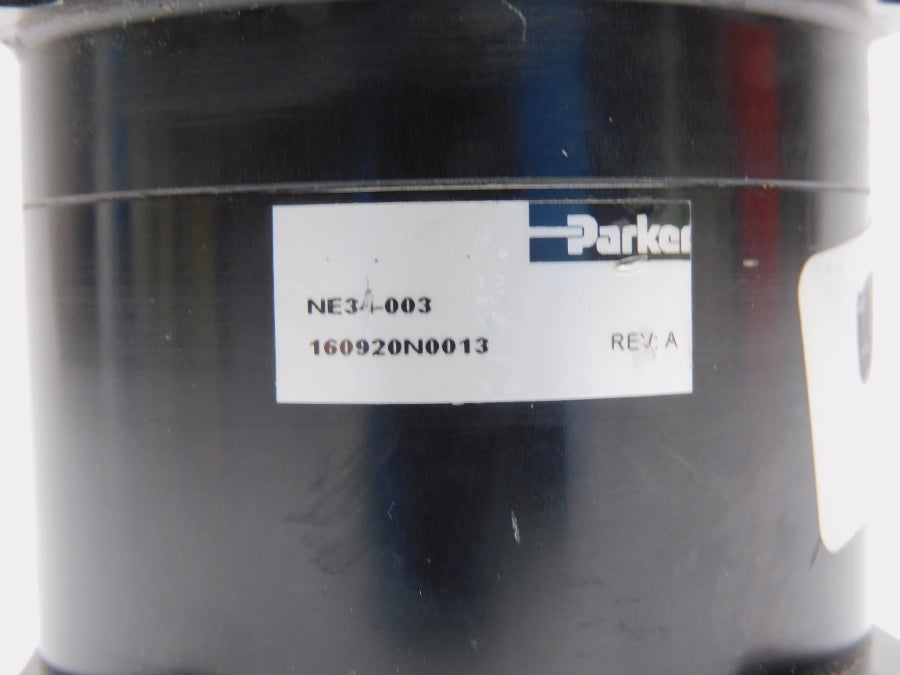 Parker
NE34-003
160920N0013
REV: A